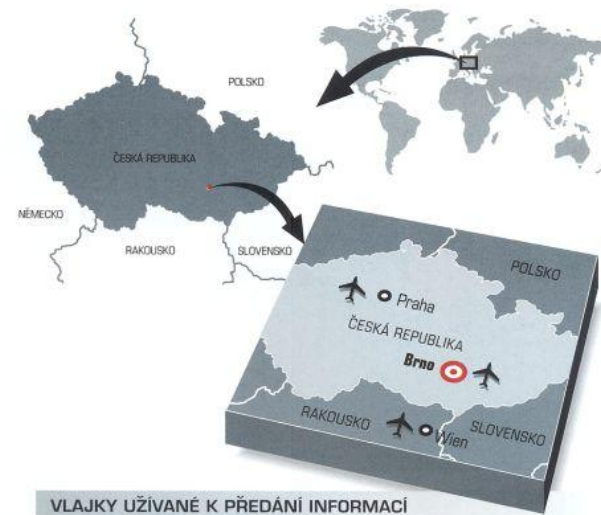 POLSKO
ČESKÁ REPUBLIKA
NĚMECKO
RAKOUSKO
SLOVENSKO
POLSKO
Praha
ČESKÁ REPUBLIKA
Brno
RAKOUSKO
Wien
SLOVENSKO
VLAJKY UŽÍVANÉ K PŘEDÁNÍ INFORMACÍ